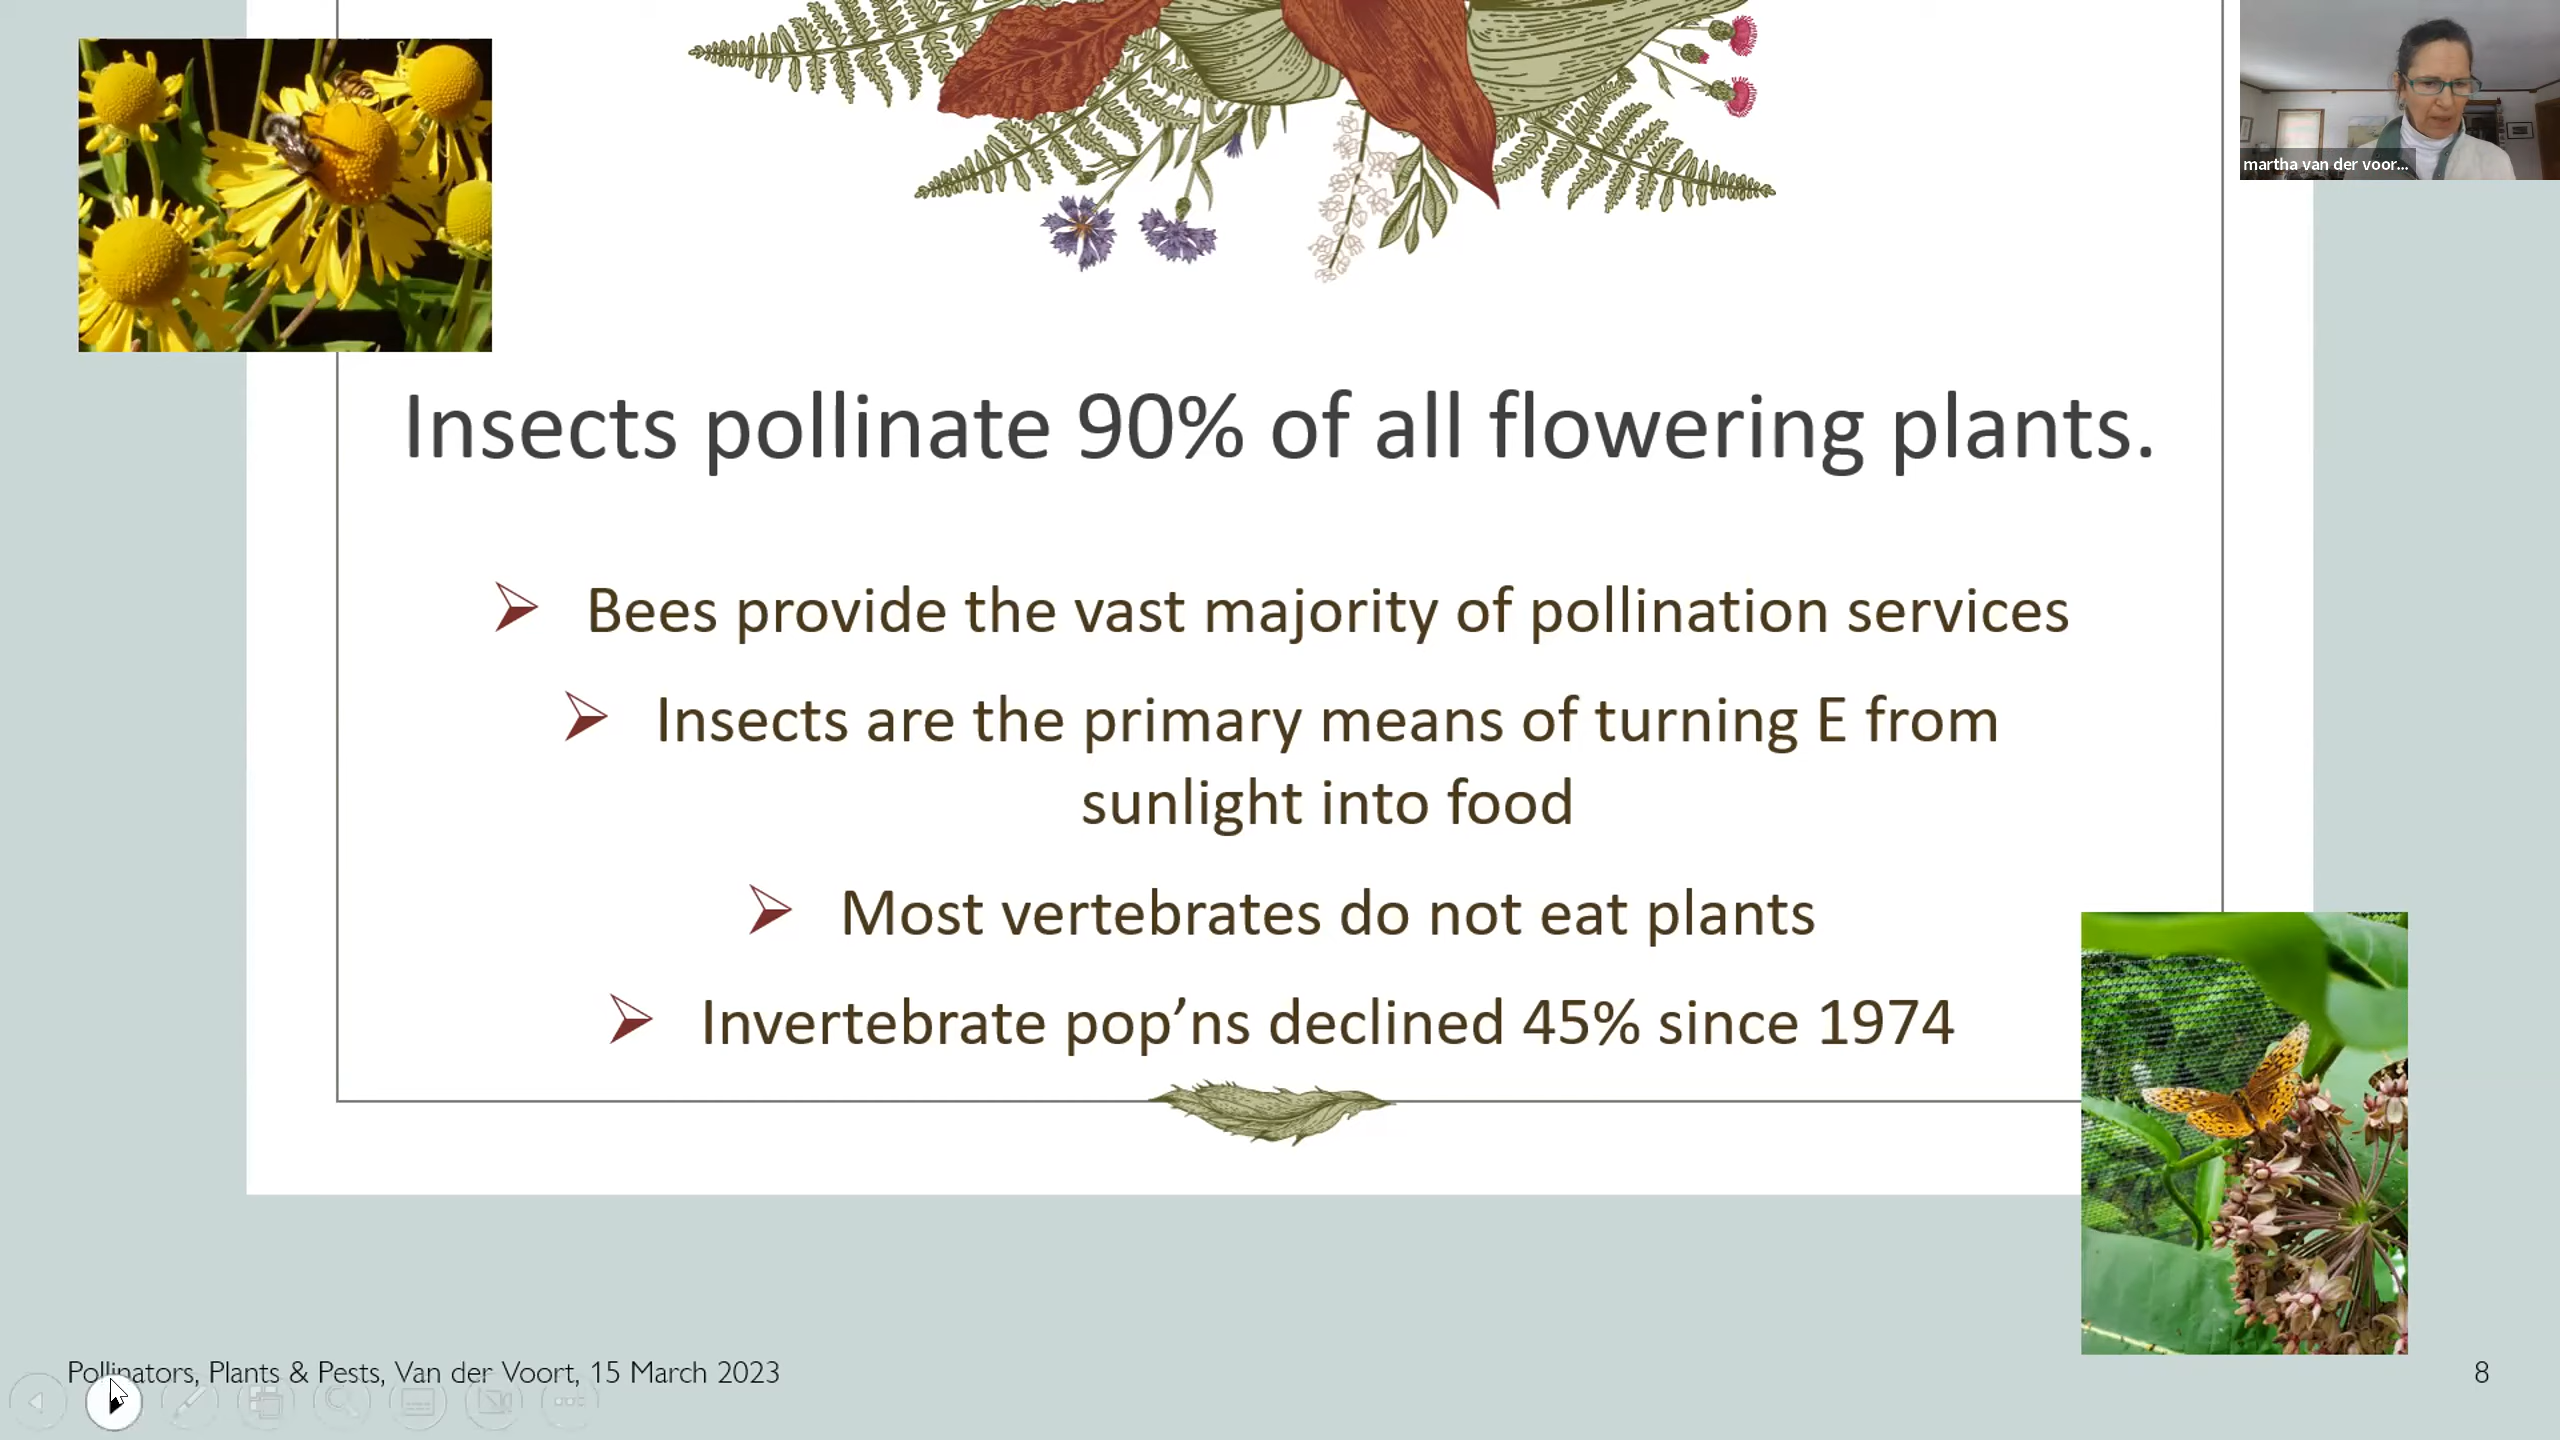 martha van der voor...
Insects pollinate 90% of all flowering plants.
Bees provide the vast majority of pollination services
Insects are the primary means of turning E from
sunlight into food
Most vertebrates do not eat plants
Invertebrate pop’ns declined 45% since 1974
Pollinators, Plants & Pests, Van der Voort, 15 March 2023
8